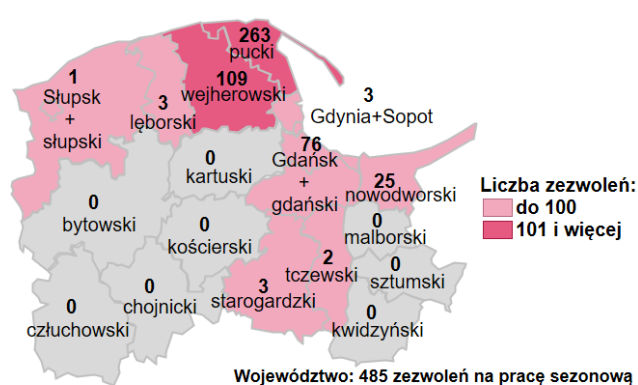 263
pucki
1
Słupsk
+
słupski
3
lęborski
109
wejherowski
3
Gdynia+Sopot
0
kartuski
76
Gdańsk
+
gdański
25
nowodworski
Liczba zezwoleń:
do 100
101 i więcej
0
bytowski
0
kościerski
0
malborski
2
tczewski
0
sztumski
0
człuchowski
0
chojnicki
3
starogardzki
0
kwidzyński
Województwo: 485 zezwoleń na pracę sezonową